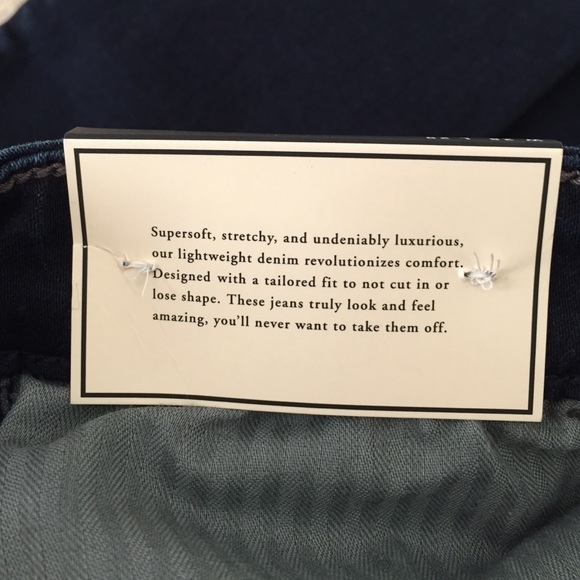 Supersoft, stretchy, and undeniably luxurious,
our lightweight denim revolutionizes comfort.
Designed with a tailored fit to not cut in or
lose shape. These jeans truly look and feel
amazing, you'll never want to take them off.